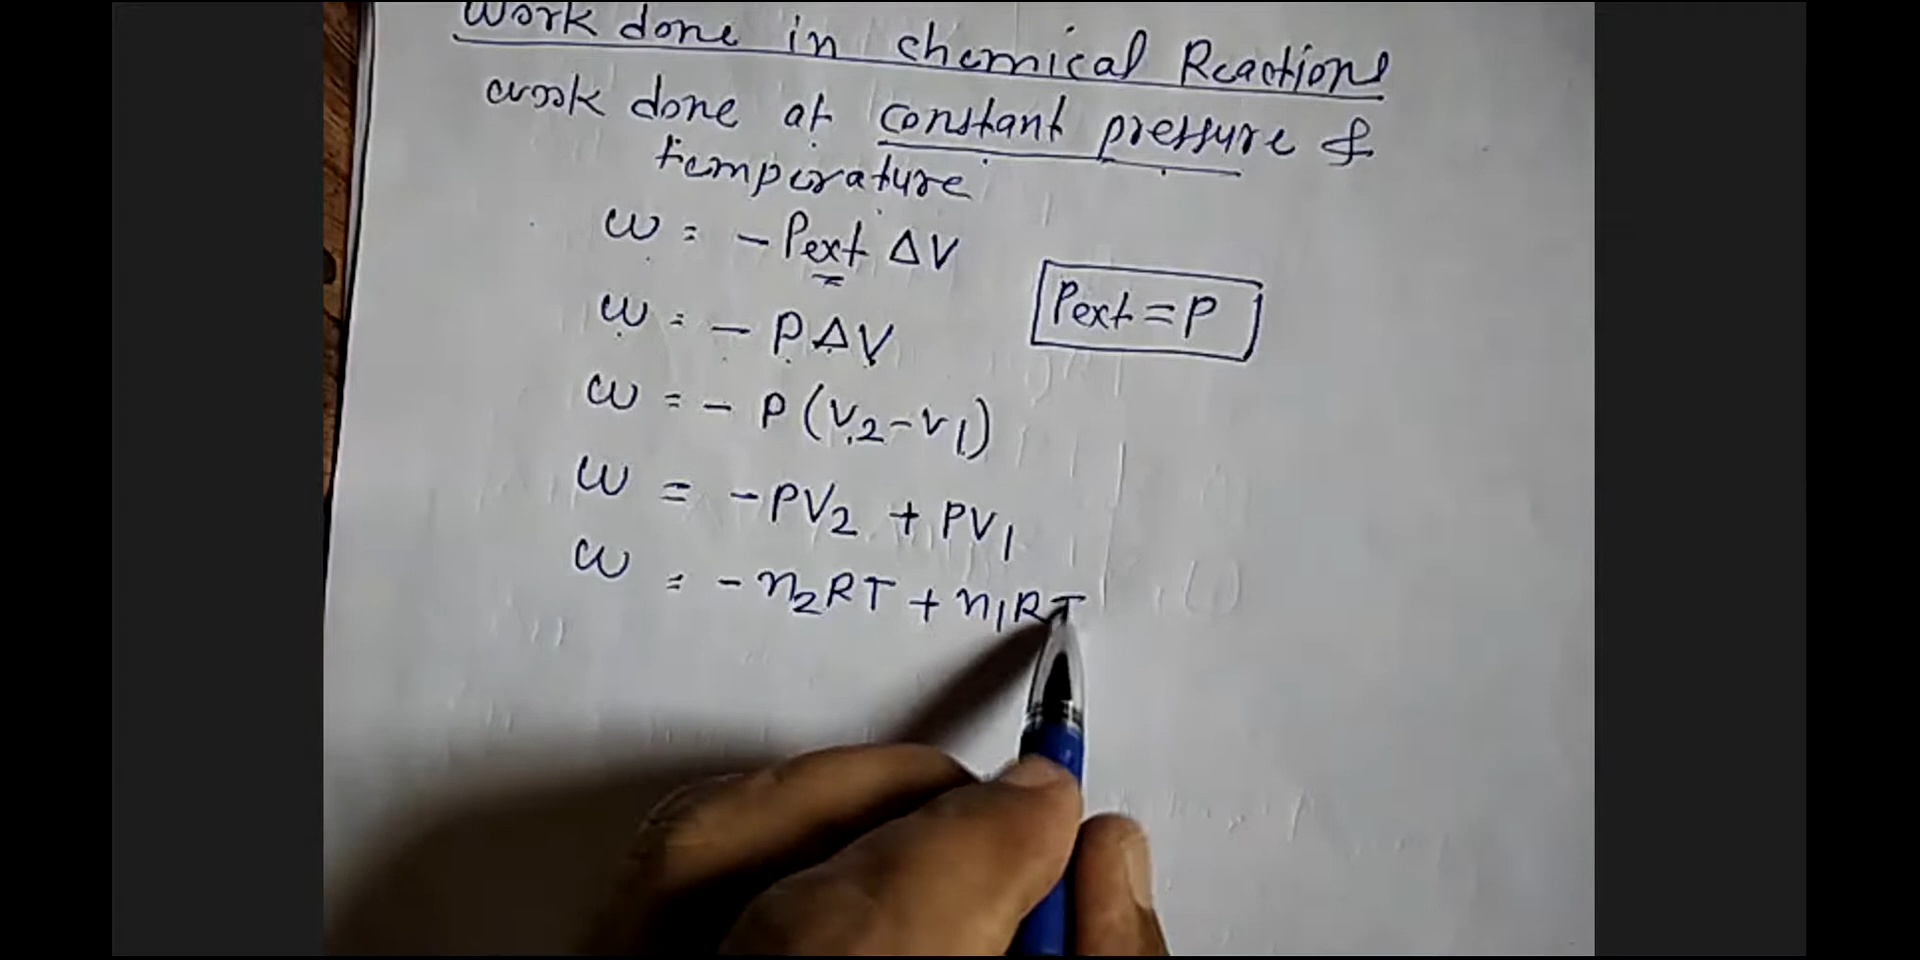 Work done in chemical Reactions
work done at constant pressure &
temperature
w = - Pext ΔV
Pext = P
w = - PΔV
w = - P (V2 - V1)
w = -PV2 + PV1
w = - n2RT + n1RT